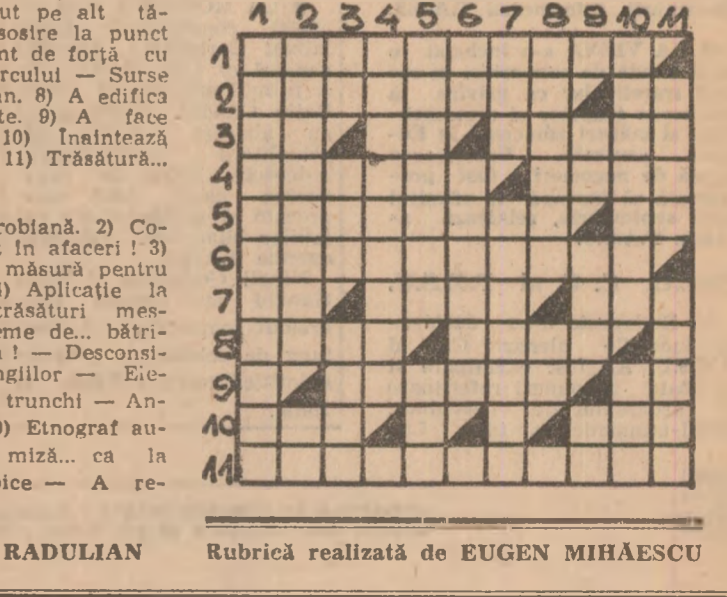 ut pe alt tă-
sosire la punct
nt de forţă cu
rcului — Surse
an. 8) A edifica
te. 9) A face
10) Înaintează
11) Trăsătură...
robiană. 2) Co-
în afaceri ! 3)
măsură pentru
) Aplicaţie la
trăsături mes-
eme de... bătri-
! — Desconsi-
ngiilor — Ele-
trunchi — An-
) Etnograf au-
miză... ca la
pice — A re-
RADULIAN
1 2 3 4 5 6 7 8 9 10 11
1
2
3
4
5
6
7
8
9
10
11
Rubrică realizată de EUGEN MIHĂESCU